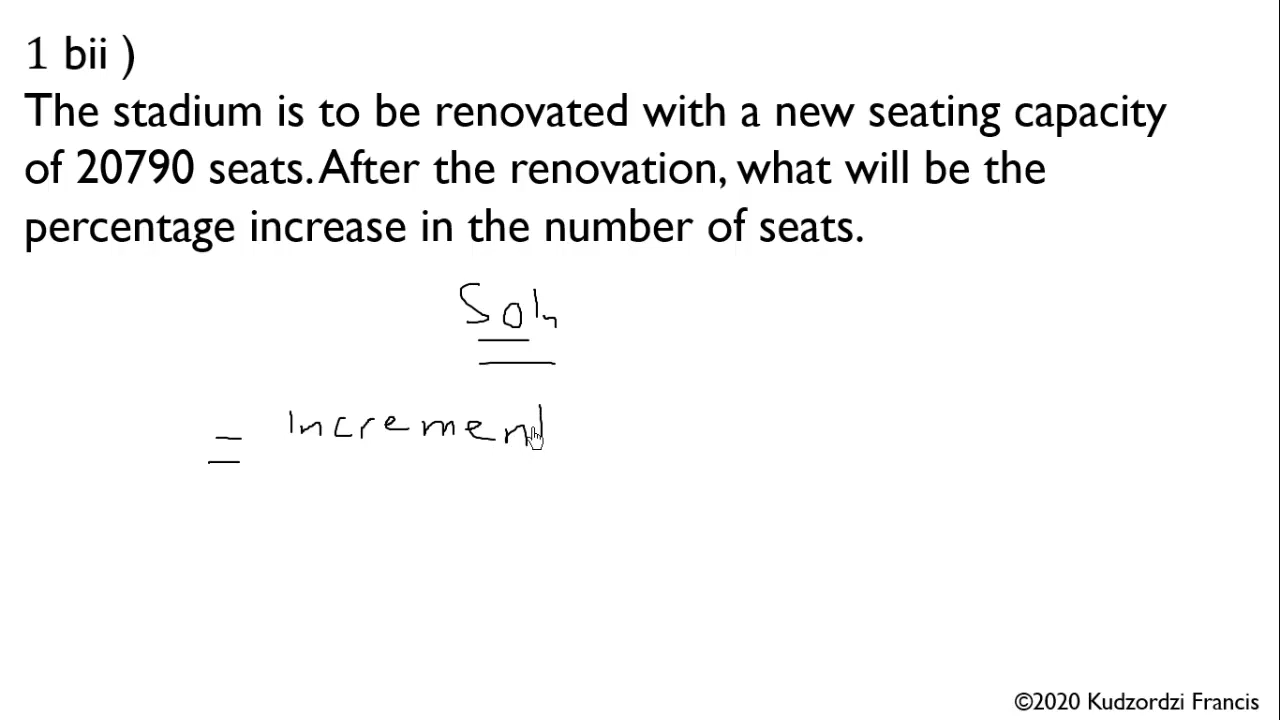 1 bii )
The stadium is to be renovated with a new seating capacity
of 20790 seats. After the renovation, what will be the
percentage increase in the number of seats.
Soln
= Increment
©2020 Kudzordzi Francis